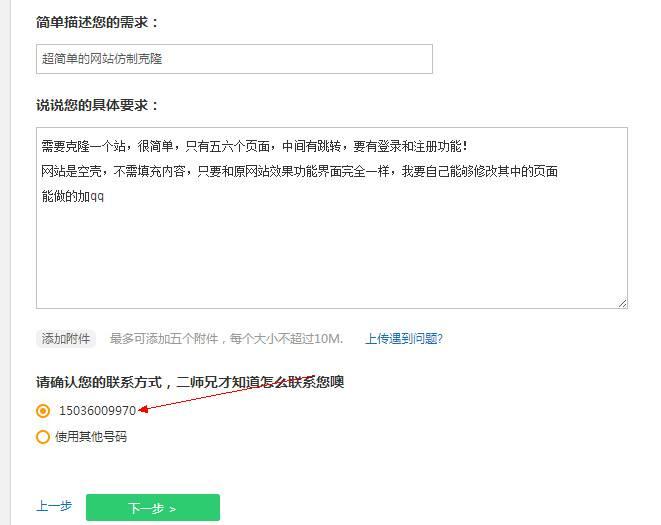 简单描述您的需求：
超简单的网站仿制克隆
说说您的具体要求：
需要克隆一个站，很简单，只有五六个页面，中间有跳转，要有登录和注册功能！
网站是空壳，不需填充内容，只要和原网站效果功能界面完全一样，我要自己能够修改其中的页面
能做的加qq
添加附件 最多可添加五个附件，每个大小不超过10M. 上传遇到问题?
请确认您的联系方式，二师兄才知道怎么联系您噢
15036009970
使用其他号码
上一步 下一步 >